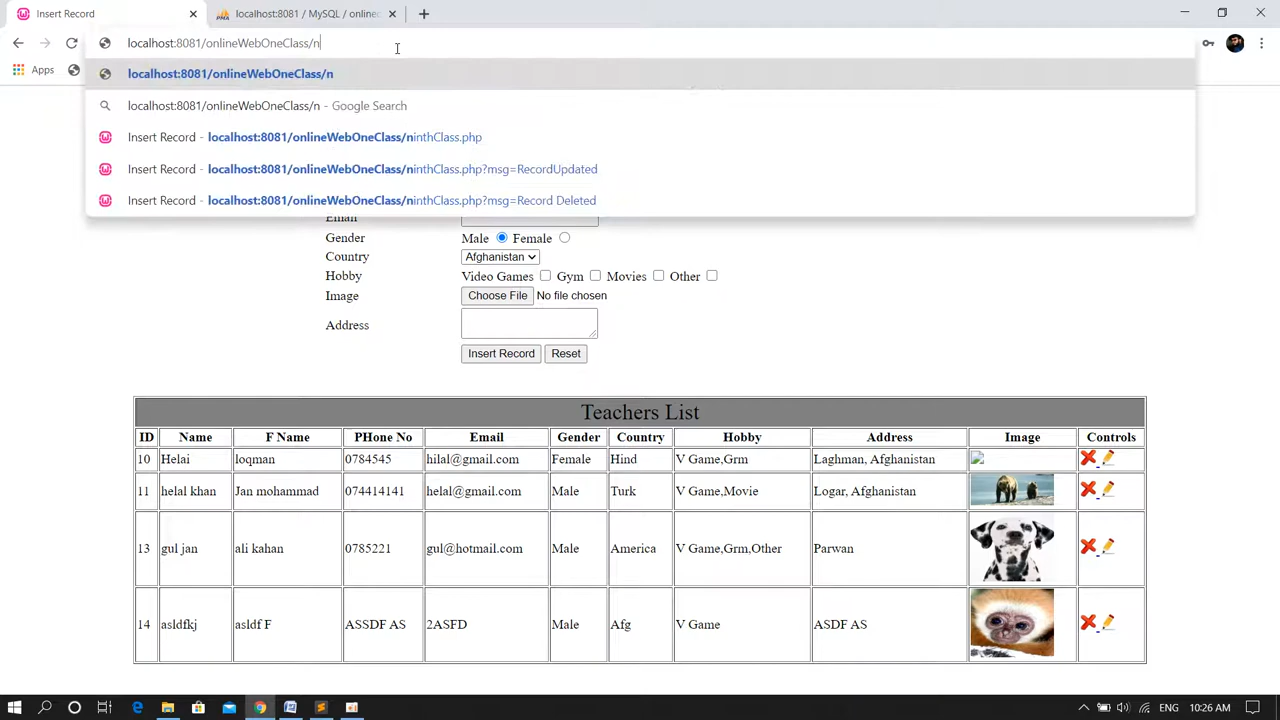 Insert Record
localhost:8081 / MySQL / onlinec
localhost:8081/onlineWebOneClass/n
Apps
localhost:8081/onlineWebOneClass/n
localhost:8081/onlineWebOneClass/n - Google Search
Insert Record - localhost:8081/onlineWebOneClass/ninthClass.php
Insert Record - localhost:8081/onlineWebOneClass/ninthClass.php?msg=RecordUpdated
Insert Record - localhost:8081/onlineWebOneClass/ninthClass.php?msg=Record Deleted
Email
Gender Male Female
Country Afghanistan
Hobby Video Games Gym Movies Other
Image Choose File No file chosen
Address
Insert Record Reset
Teachers List
ID Name F Name PHone No Email Gender Country Hobby Address Image Controls
10 Helai loqman 0784545 hilal@gmail.com Female Hind V Game,Grm Laghman, Afghanistan
11 helal khan Jan mohammad 074414141 helal@gmail.com Male Turk V Game,Movie Logar, Afghanistan
13 gul jan ali kahan 0785221 gul@hotmail.com Male America V Game,Grm,Other Parwan
14 asldfkj asldf F ASSDF AS 2ASFD Male Afg V Game ASDF AS
ENG 10:26 AM